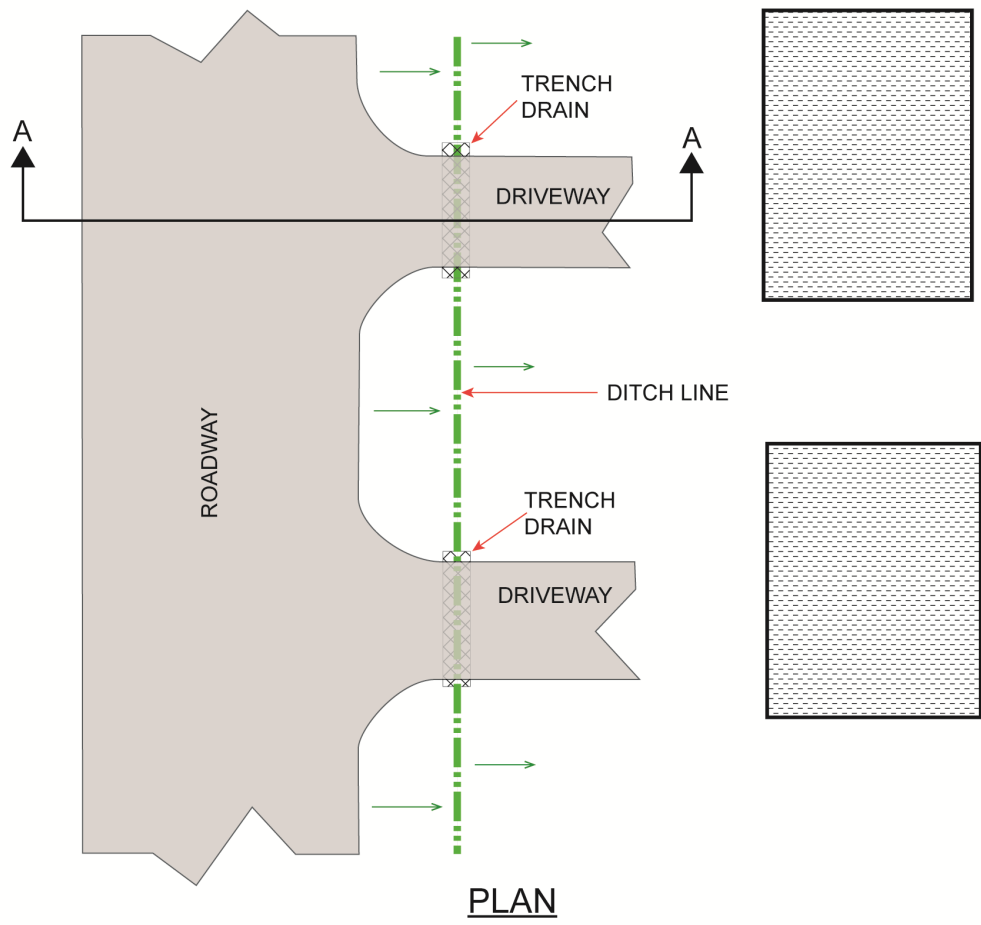 TRENCH
DRAIN
A
A
DRIVEWAY
DITCH LINE
ROADWAY
TRENCH
DRAIN
DRIVEWAY
PLAN